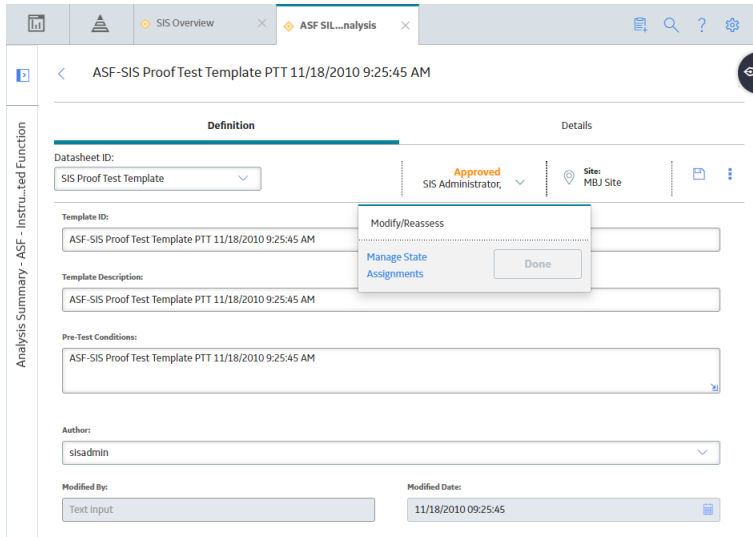 SIS Overview
ASF SIL...nalysis
ASF-SIS Proof Test Template PTT 11/18/2010 9:25:45 AM
Analysis Summary - ASF - Instru...ted Function
Definition
Details
Datasheet ID:
SIS Proof Test Template
Approved
SIS Administrator,
Site:
MBJ Site
Modify/Reassess
Manage State
Assignments
Done
Template ID:
ASF-SIS Proof Test Template PTT 11/18/2010 9:25:45 AM
Template Description:
ASF-SIS Proof Test Template PTT 11/18/2010 9:25:45 AM
Pre-Test Conditions:
ASF-SIS Proof Test Template PTT 11/18/2010 9:25:45 AM
Author:
sisadmin
Modified By:
Text input
Modified Date:
11/18/2010 09:25:45